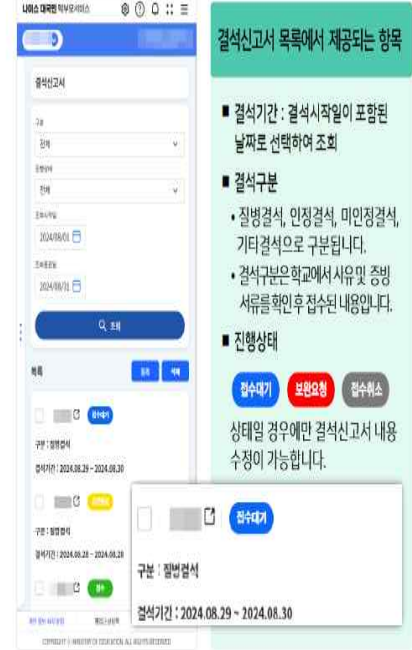 나이스 대국민 학부모서비스
결석신고서
구분
전체
진행상태
전체
조회시작일
2024/08/01
조회종료일
2024/08/31
조회
목록
등록
삭제
접수대기
구분 : 질병결석
결석기간 : 2024.08.29 ~ 2024.08.30
구분 : 질병결석
결석기간 : 2024.08.28 ~ 2024.08.28
접수
COPYRIGHT © MINISTRY OF EDUCATION. ALL RIGHTS RESERVED
결석신고서 목록에서 제공되는 항목
■ 결석기간 : 결석시작일이 포함된
날짜로 선택하여 조회
■ 결석구분
• 질병결석, 인정결석, 미인정결석,
기타결석으로 구분됩니다.
• 결석구분은 학교에서 사유 및 증빙
서류를 확인 후 접수된 내용입니다.
■ 진행상태
접수대기 보완요청 접수취소
상태일 경우에만 결석신고서 내용
수정이 가능합니다.
접수대기
구분 : 질병결석
결석기간 : 2024.08.29 ~ 2024.08.30